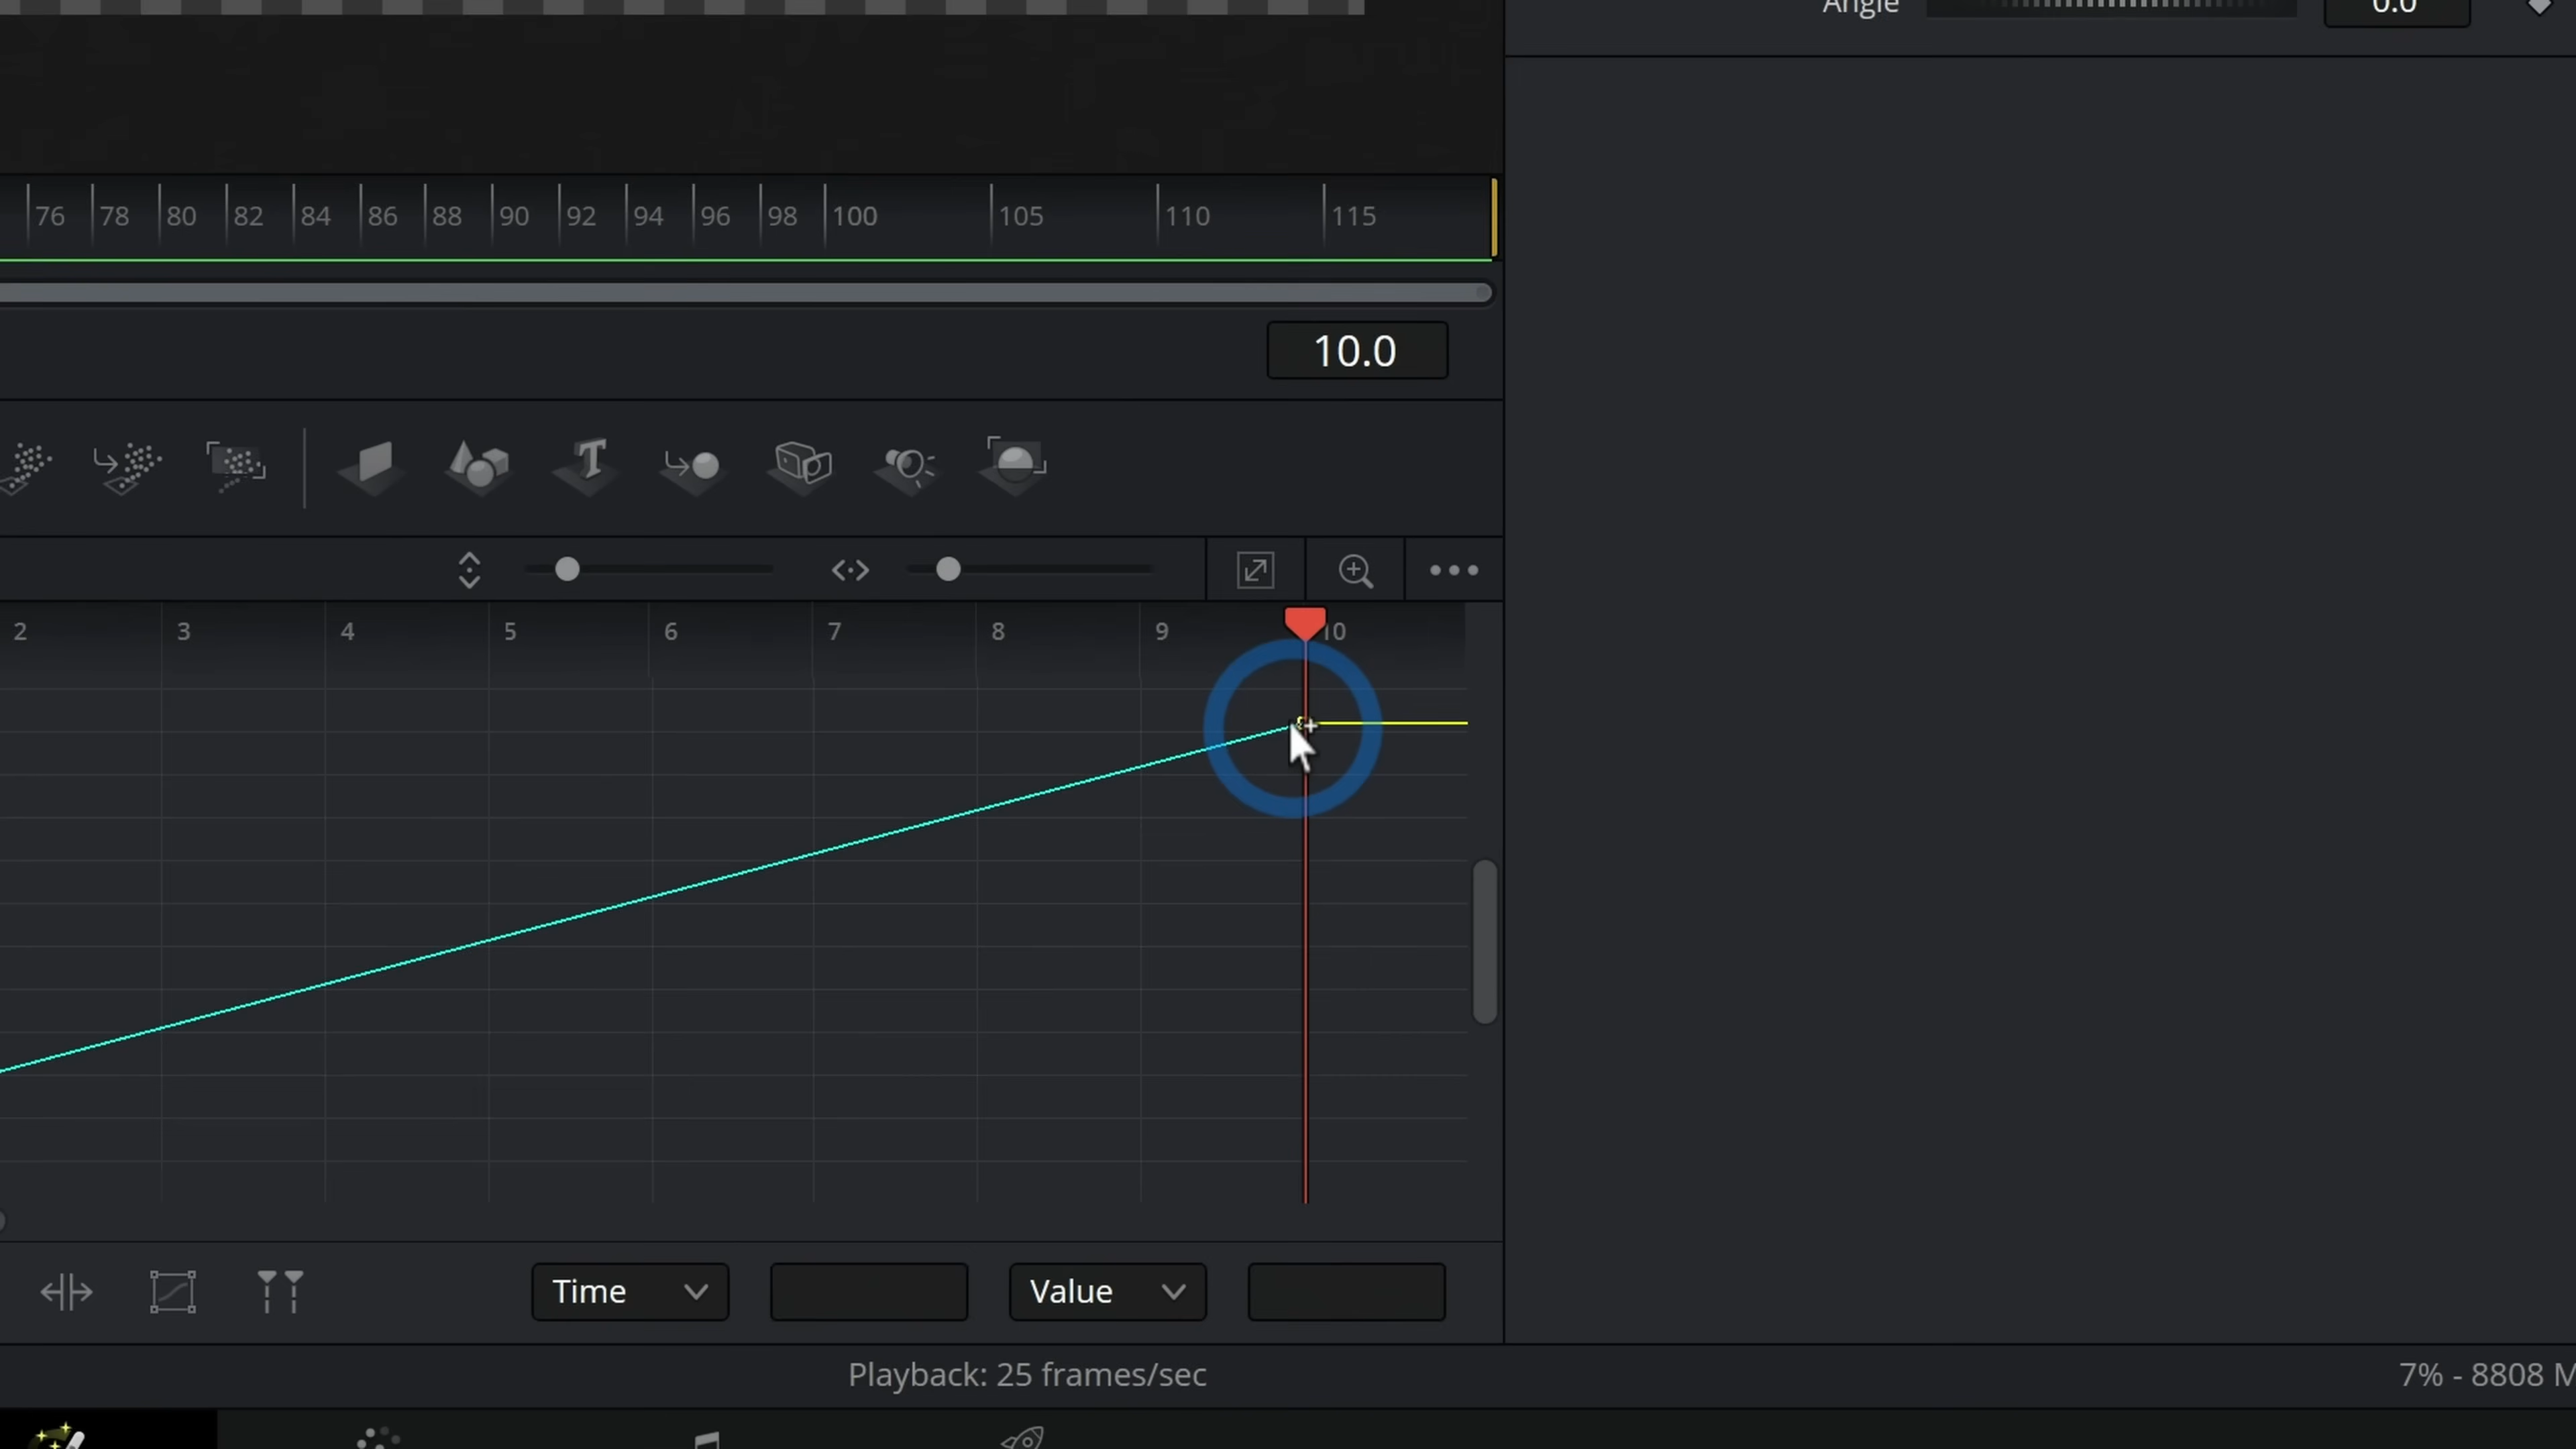 Angle 0.0
76 78 80 82 84 86 88 90 92 94 96 98 100 105 110 115
10.0
2 3 4 5 6 7 8 9 10
Time Value
Playback: 25 frames/sec
7% - 8808 M